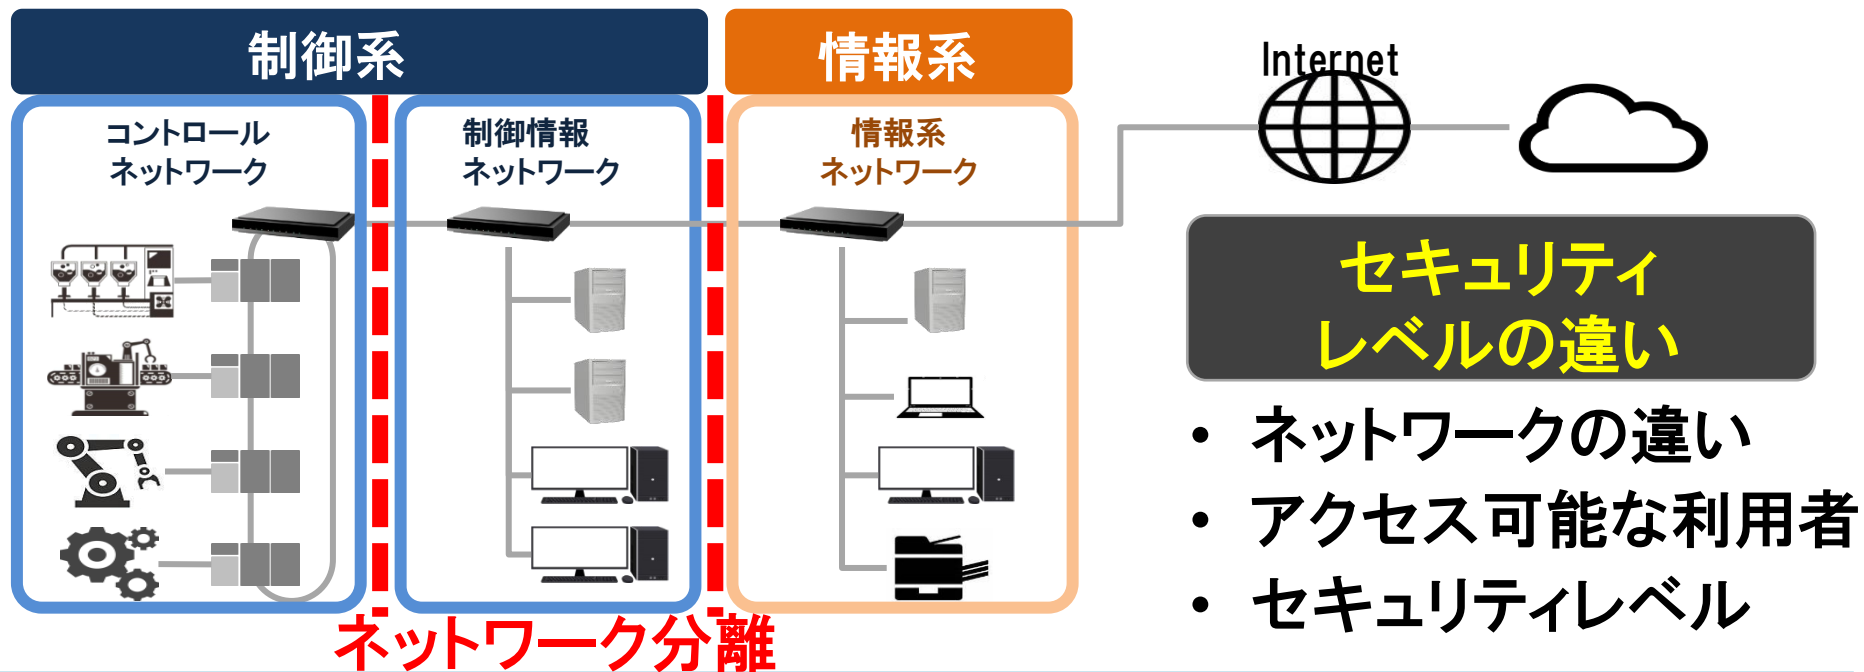 制御系
情報系
コントロール
ネットワーク
制御情報
ネットワーク
情報系
ネットワーク
Internet
セキュリティ
レベルの違い
• ネットワークの違い
• アクセス可能な利用者
• セキュリティレベル
ネットワーク分離